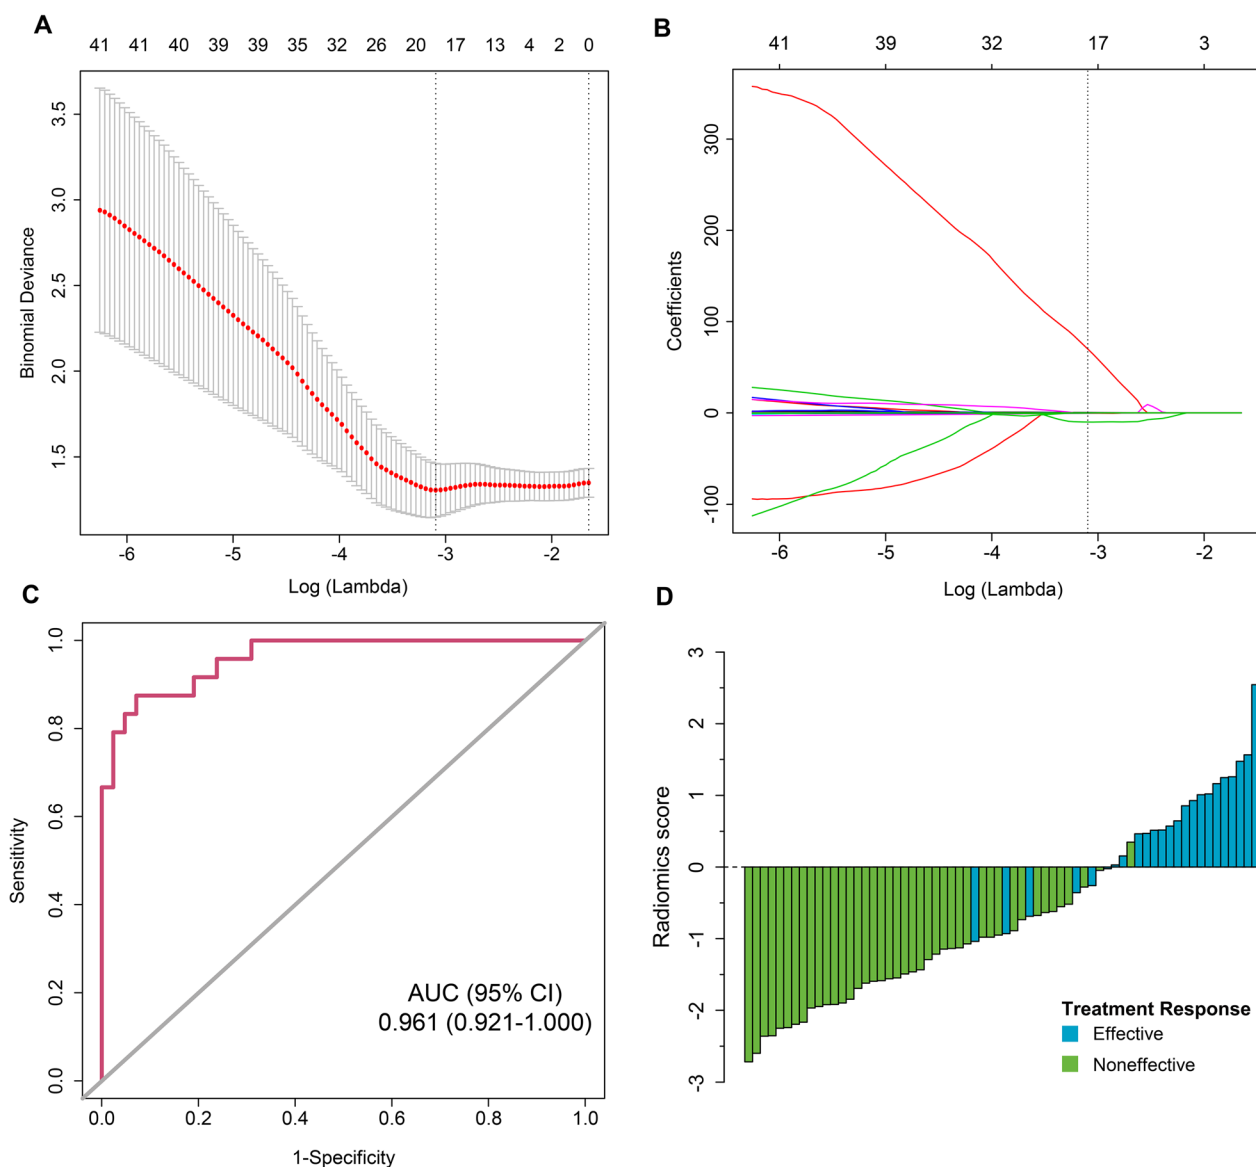 A
41 41 40 39 39 35 32 26 20 17 13 4 2 0
3.5
3.0
2.5
2.0
1.5
Binomial Deviance
-6 -5 -4 -3 -2
Log (Lambda)
B
41 39 32 17 3
300
200
100
0
-100
Coefficients
-6 -5 -4 -3 -2
Log (Lambda)
C
1.0
0.8
0.6
0.4
0.2
0.0
Sensitivity
AUC (95% CI)
0.961 (0.921-1.000)
0.0 0.2 0.4 0.6 0.8 1.0
1-Specificity
D
3
2
1
0
-1
-2
-3
Radiomics score
Treatment Response
Effective
Noneffective